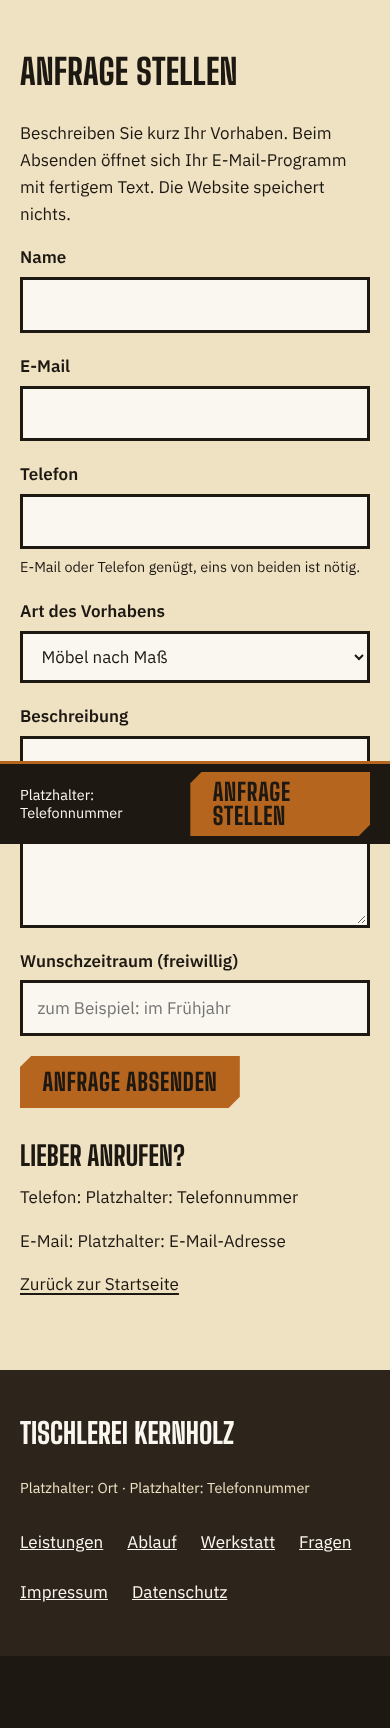 ANFRAGE STELLEN
Beschreiben Sie kurz Ihr Vorhaben. Beim
Absenden öffnet sich Ihr E-Mail-Programm
mit fertigem Text. Die Website speichert
nichts.
Name
E-Mail
Telefon
E-Mail oder Telefon genügt, eins von beiden ist nötig.
Art des Vorhabens
Möbel nach Maß
Beschreibung
Platzhalter:
Telefonnummer
ANFRAGE
STELLEN
Wunschzeitraum (freiwillig)
zum Beispiel: im Frühjahr
ANFRAGE ABSENDEN
LIEBER ANRUFEN?
Telefon: Platzhalter: Telefonnummer
E-Mail: Platzhalter: E-Mail-Adresse
Zurück zur Startseite
TISCHLEREI KERNHOLZ
Platzhalter: Ort · Platzhalter: Telefonnummer
Leistungen Ablauf Werkstatt Fragen
Impressum Datenschutz